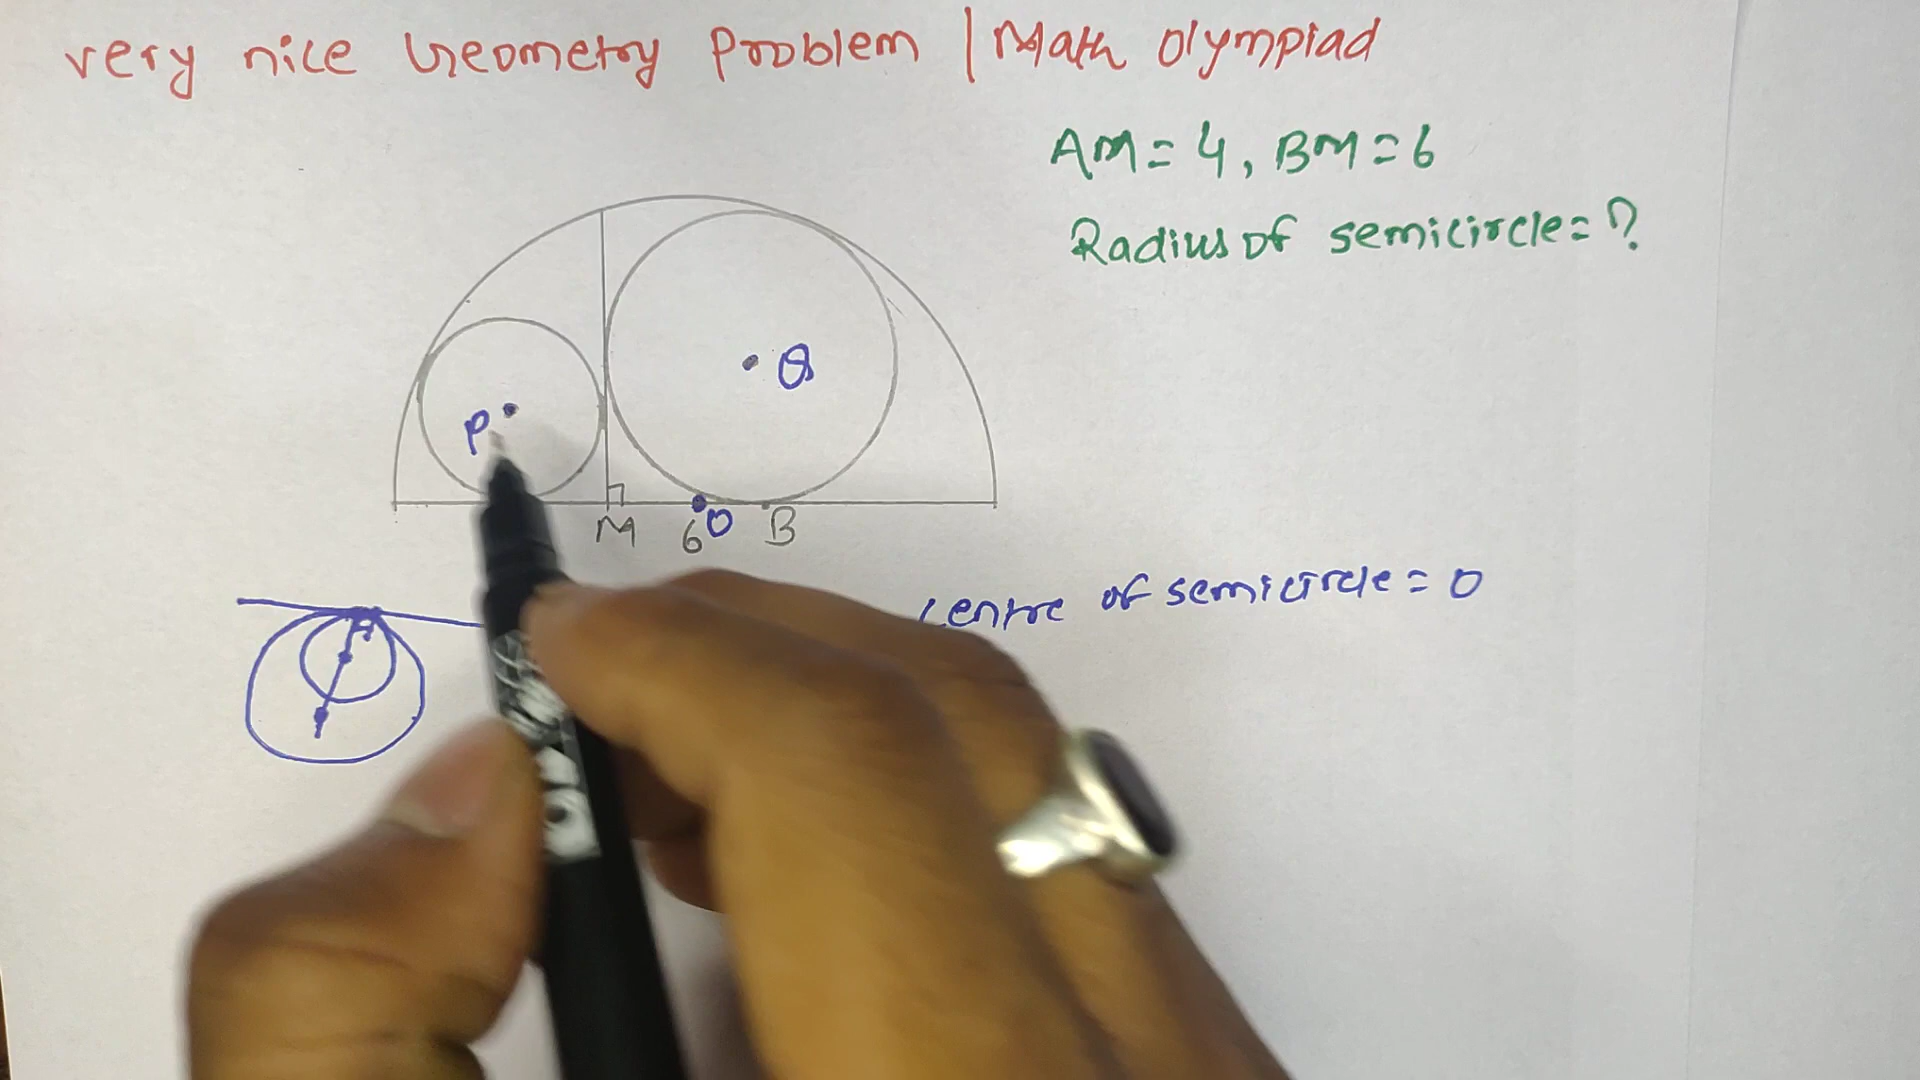 very nice Geometry Problem | Math Olympiad
AM = 4, BM = 6
Radius of semicircle = ?
Q
P
M 6 O B
centre of semicircle = O